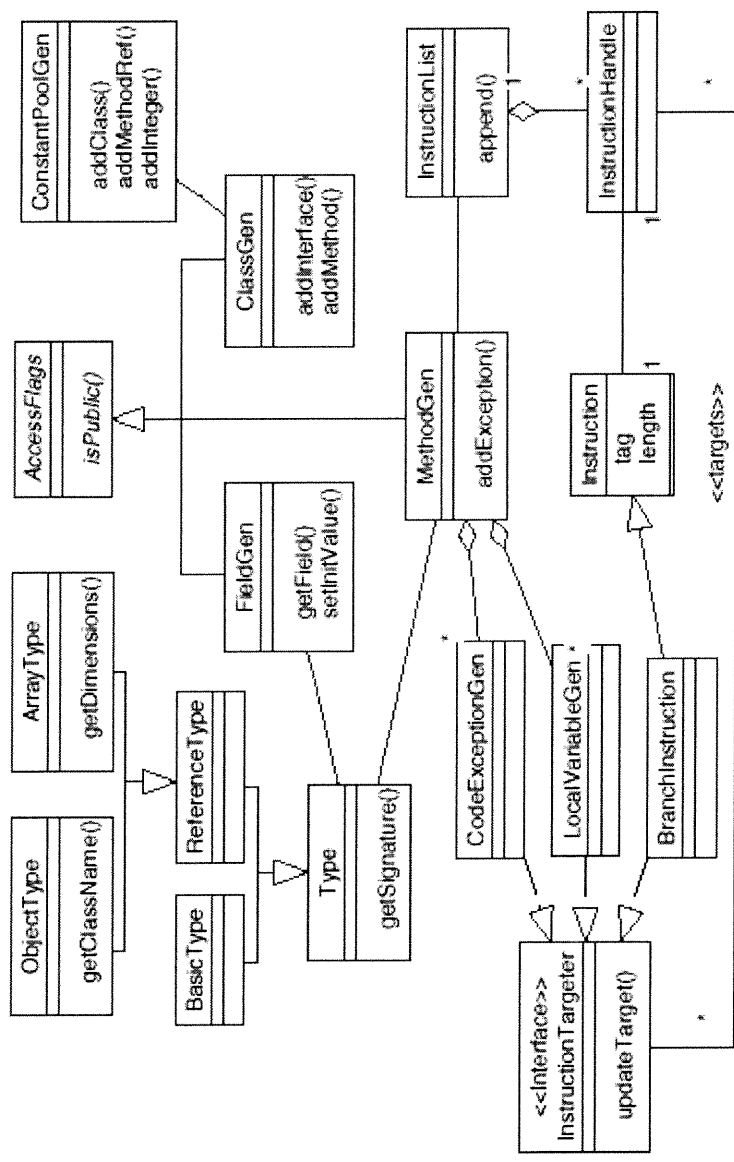 ObjectType
getClassName()
ArrayType
getDimensions()
AccessFlags
isPublic()
ConstantPoolGen
addClass()
addMethodRef()
addInteger()
BasicType
ReferenceType
FieldGen
getField()
setInitValue()
ClassGen
addInterface()
addMethod()
Type
getSignature()
MethodGen
addException()
InstructionList
append()
1
*
*
CodeExceptionGen
LocalVariableGen
*
<<Interface>>
InstructionTargeter
updateTarget()
BranchInstruction
Instruction
tag
length
1
1
InstructionHandle
*
*
<<targets>>